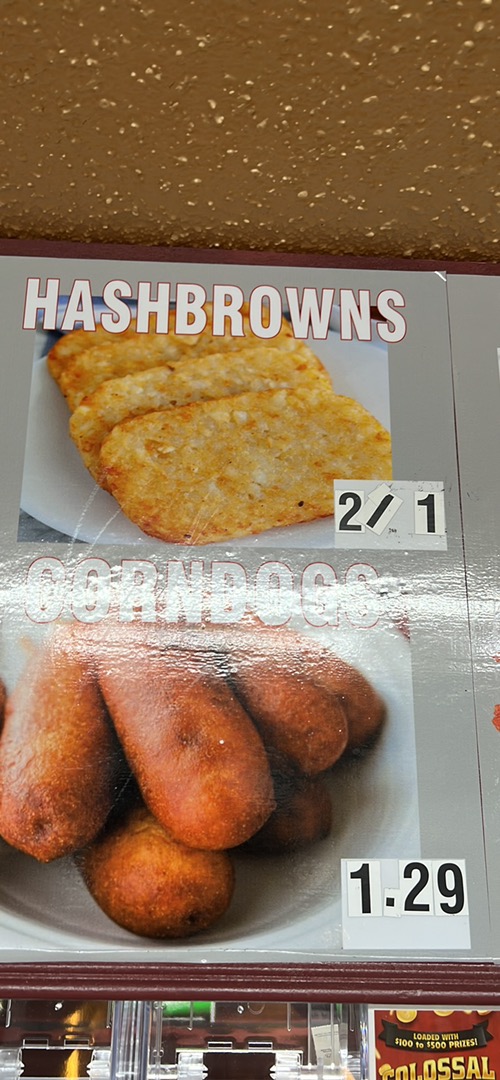 HASHBROWNS
2/ 1
CORNDOGS
1.29
LOADED WITH
$100 to $500 PRIZES!
COLOSSAL